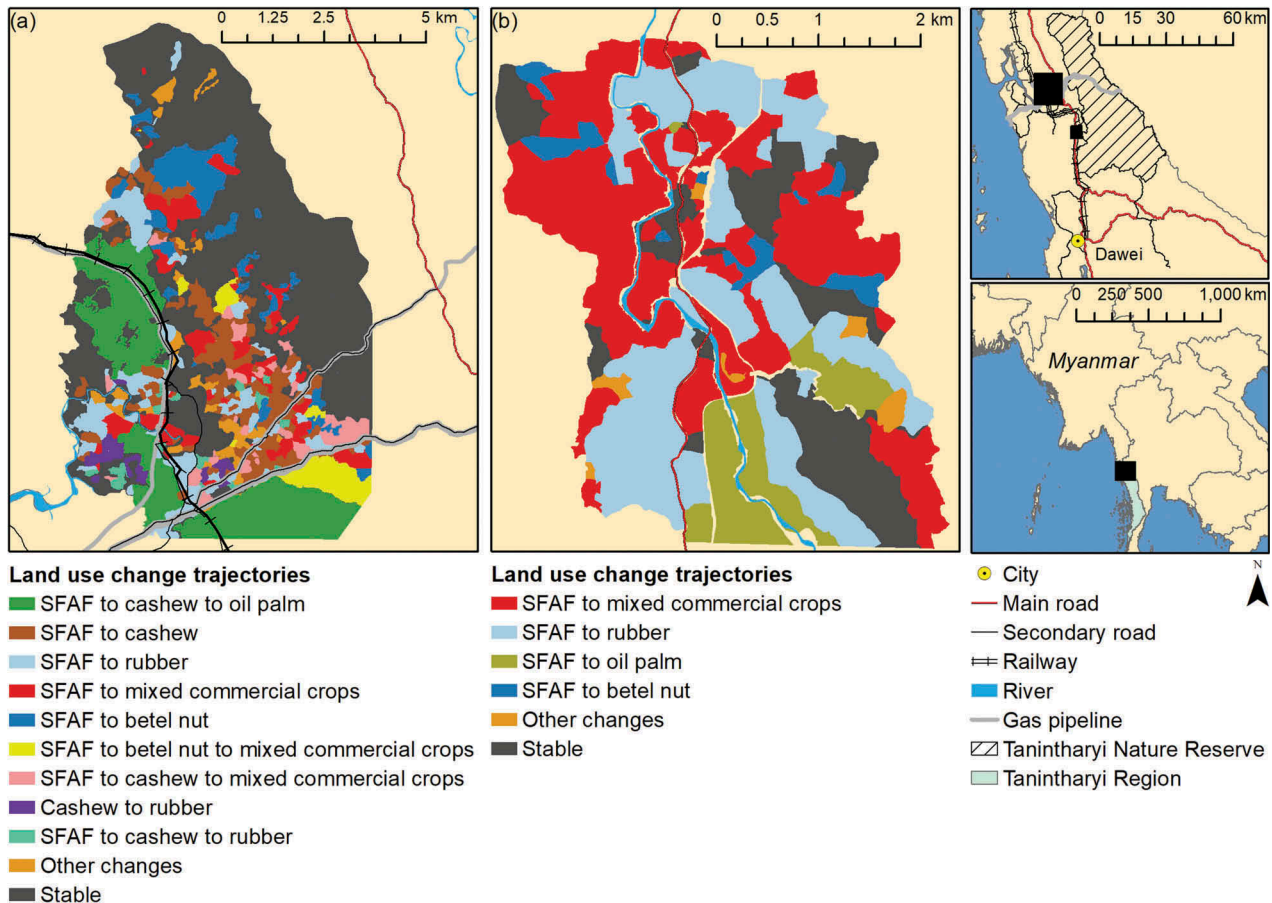 (a)
0 1.25 2.5 5 km
(b)
0 0.5 1 2 km
0 15 30 60 km
Dawei
0 250 500 1,000 km
Myanmar
Land use change trajectories
SFAF to cashew to oil palm
SFAF to cashew
SFAF to rubber
SFAF to mixed commercial crops
SFAF to betel nut
SFAF to betel nut to mixed commercial crops
SFAF to cashew to mixed commercial crops
Cashew to rubber
SFAF to cashew to rubber
Other changes
Stable
Land use change trajectories
SFAF to mixed commercial crops
SFAF to rubber
SFAF to oil palm
SFAF to betel nut
Other changes
Stable
City
Main road
Secondary road
Railway
River
Gas pipeline
Tanintharyi Nature Reserve
Tanintharyi Region
N